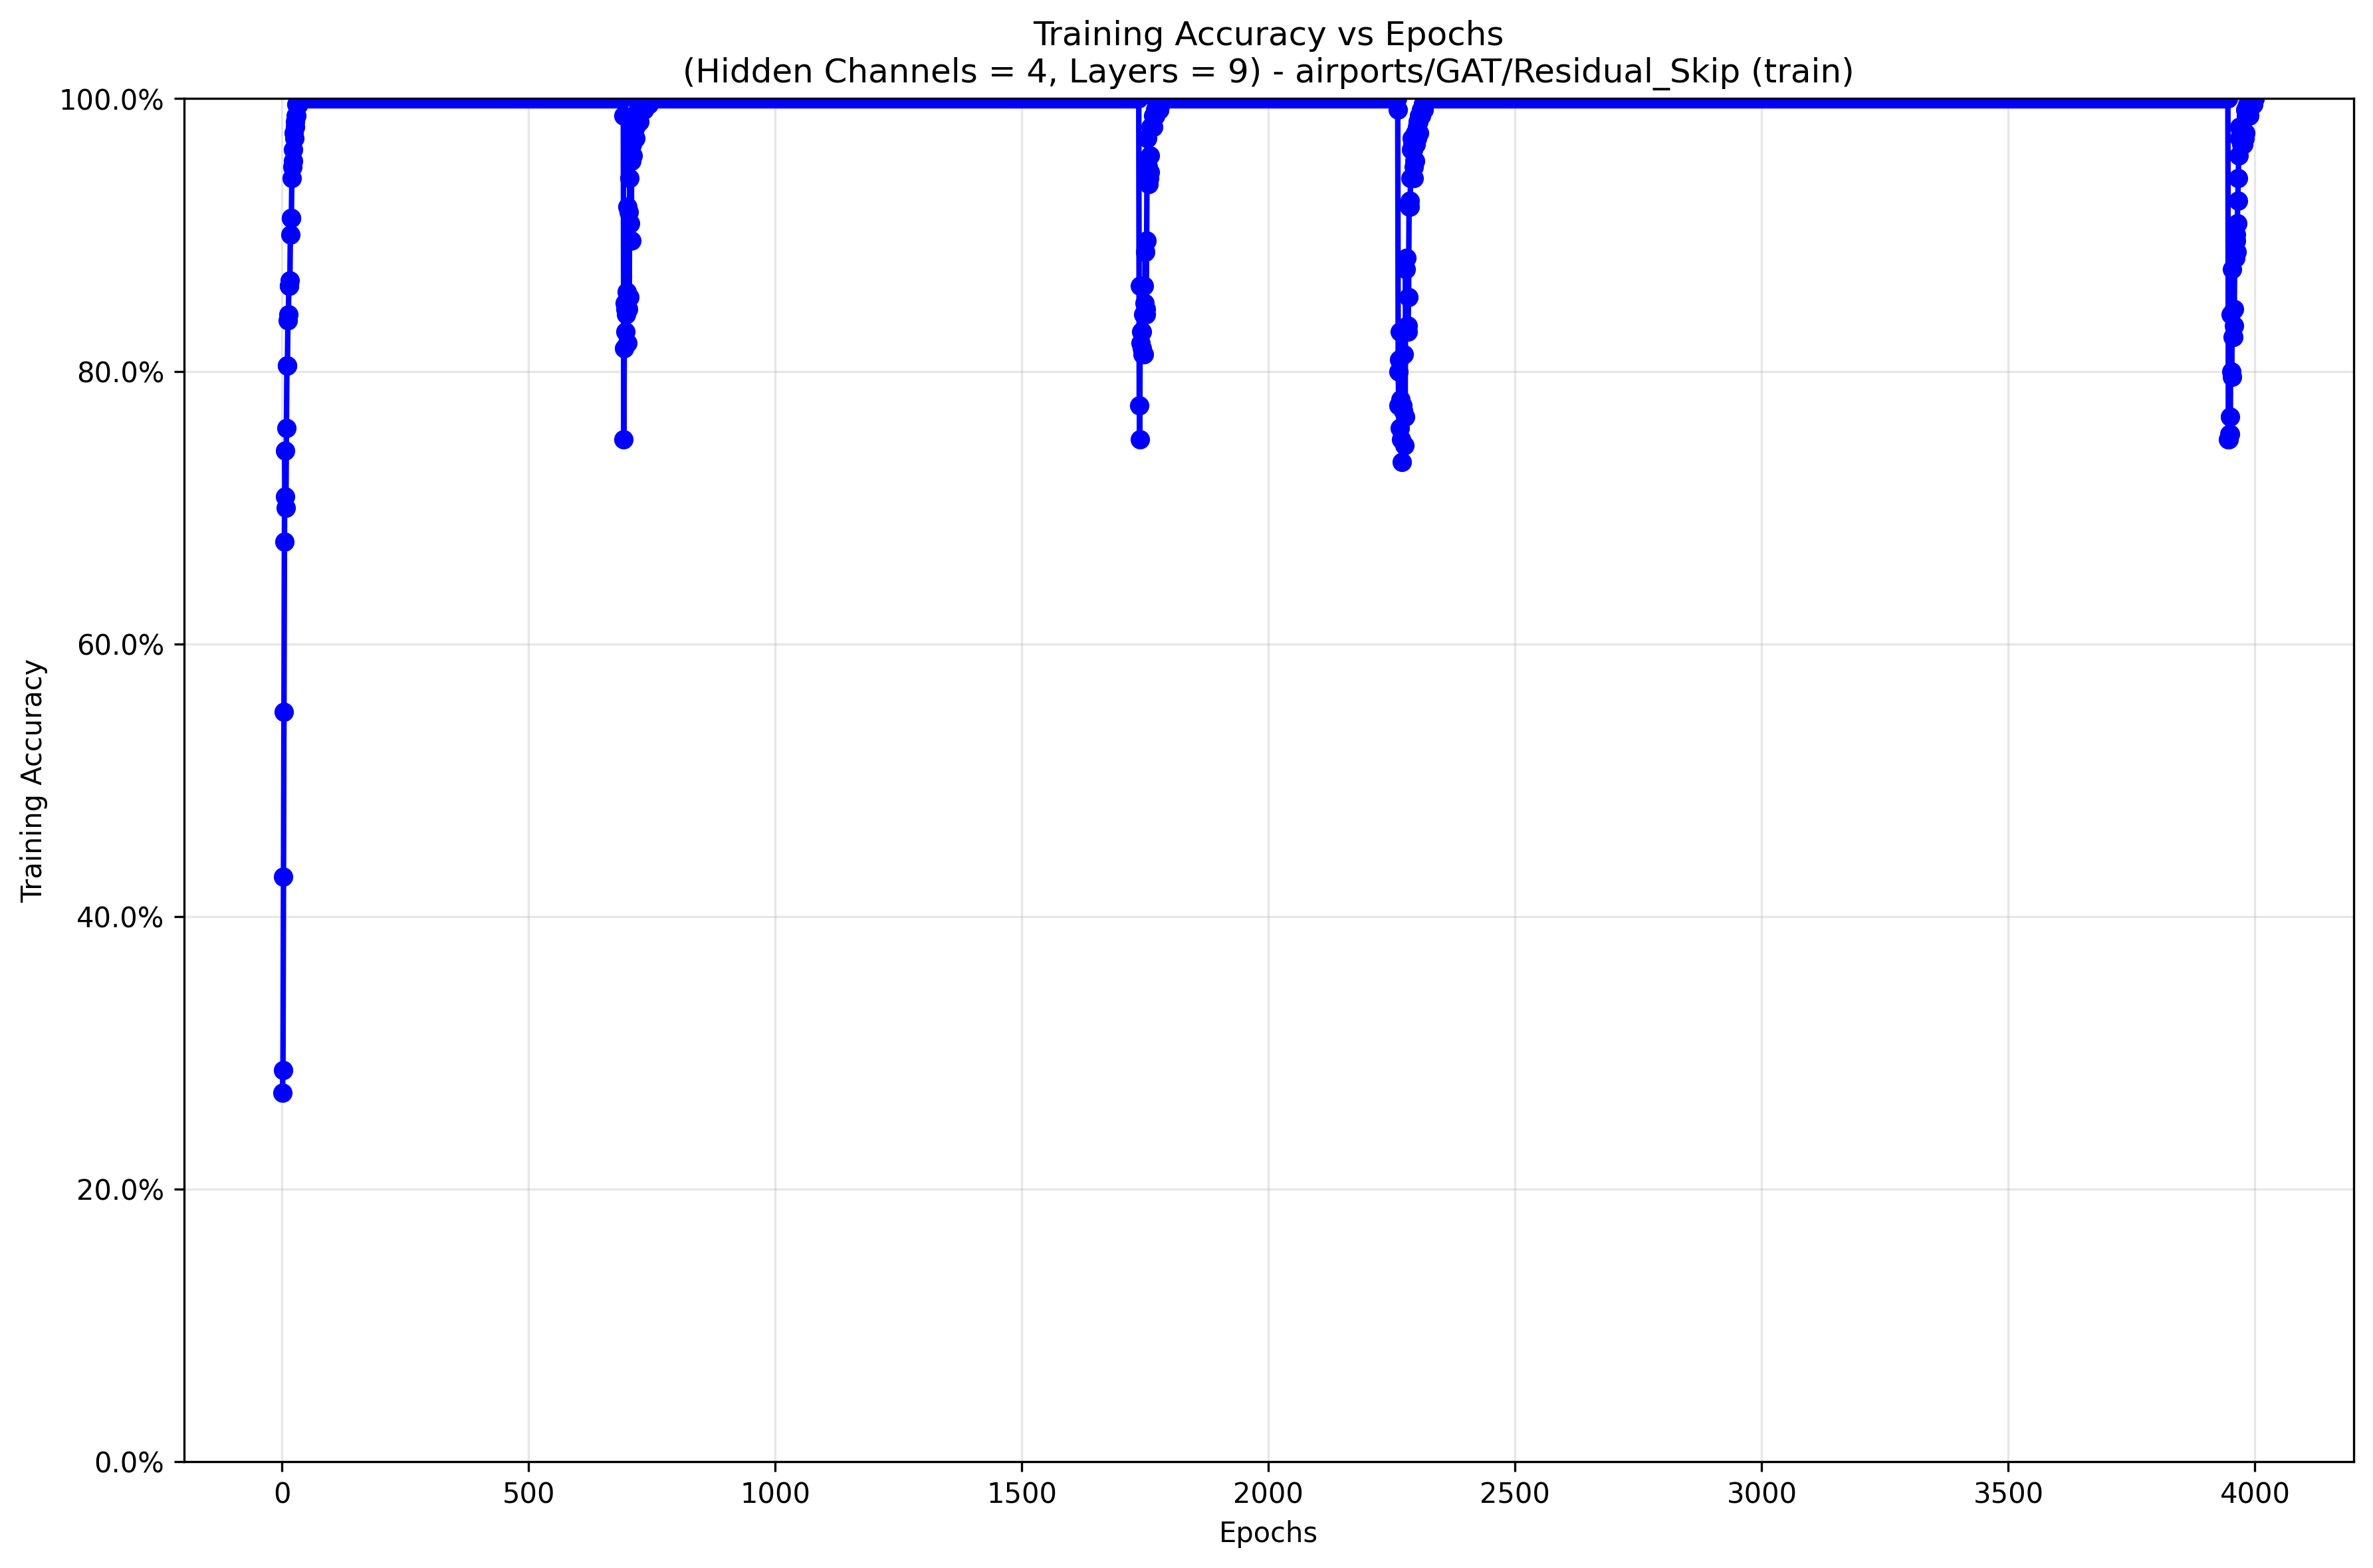 Training Accuracy vs Epochs
(Hidden Channels = 4, Layers = 9) - airports/GAT/Residual_Skip (train)
100.0%
80.0%
60.0%
40.0%
20.0%
0.0%
Training Accuracy
0 500 1000 1500 2000 2500 3000 3500 4000
Epochs